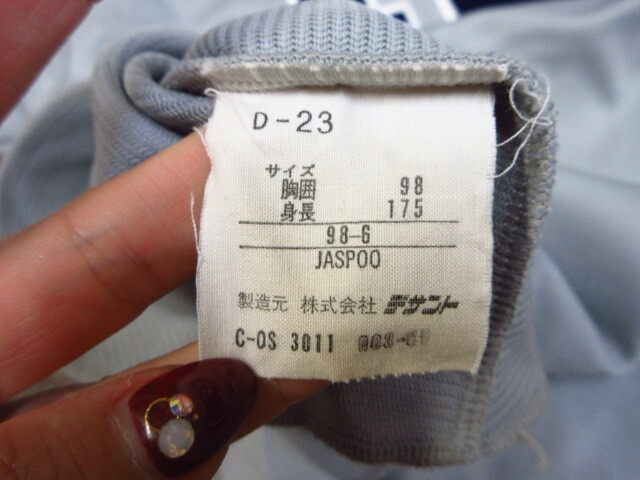 D-23
サイズ
胸囲 98
身長 175
98-6
JASPOO
製造元 株式会社 デサント
C-OS 3011